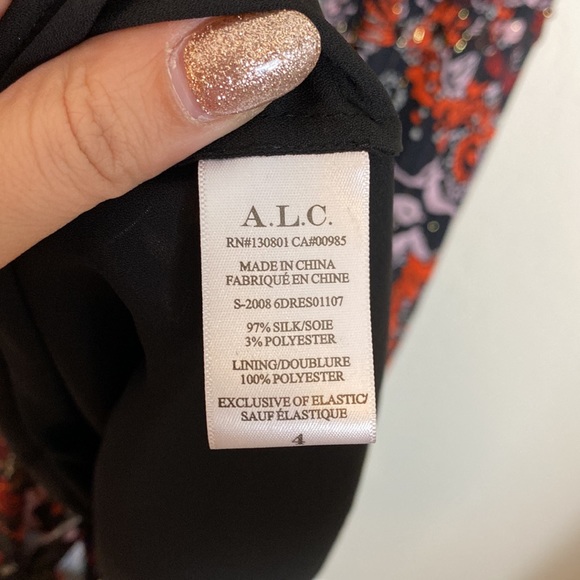 A.L.C.
RN#130801 CA#00985
MADE IN CHINA
FABRIQUÉ EN CHINE
S-2008 6DRES01107
97% SILK/SOIE
3% POLYESTER
LINING/DOUBLURE
100% POLYESTER
EXCLUSIVE OF ELASTIC/
SAUF ÉLASTIQUE
4